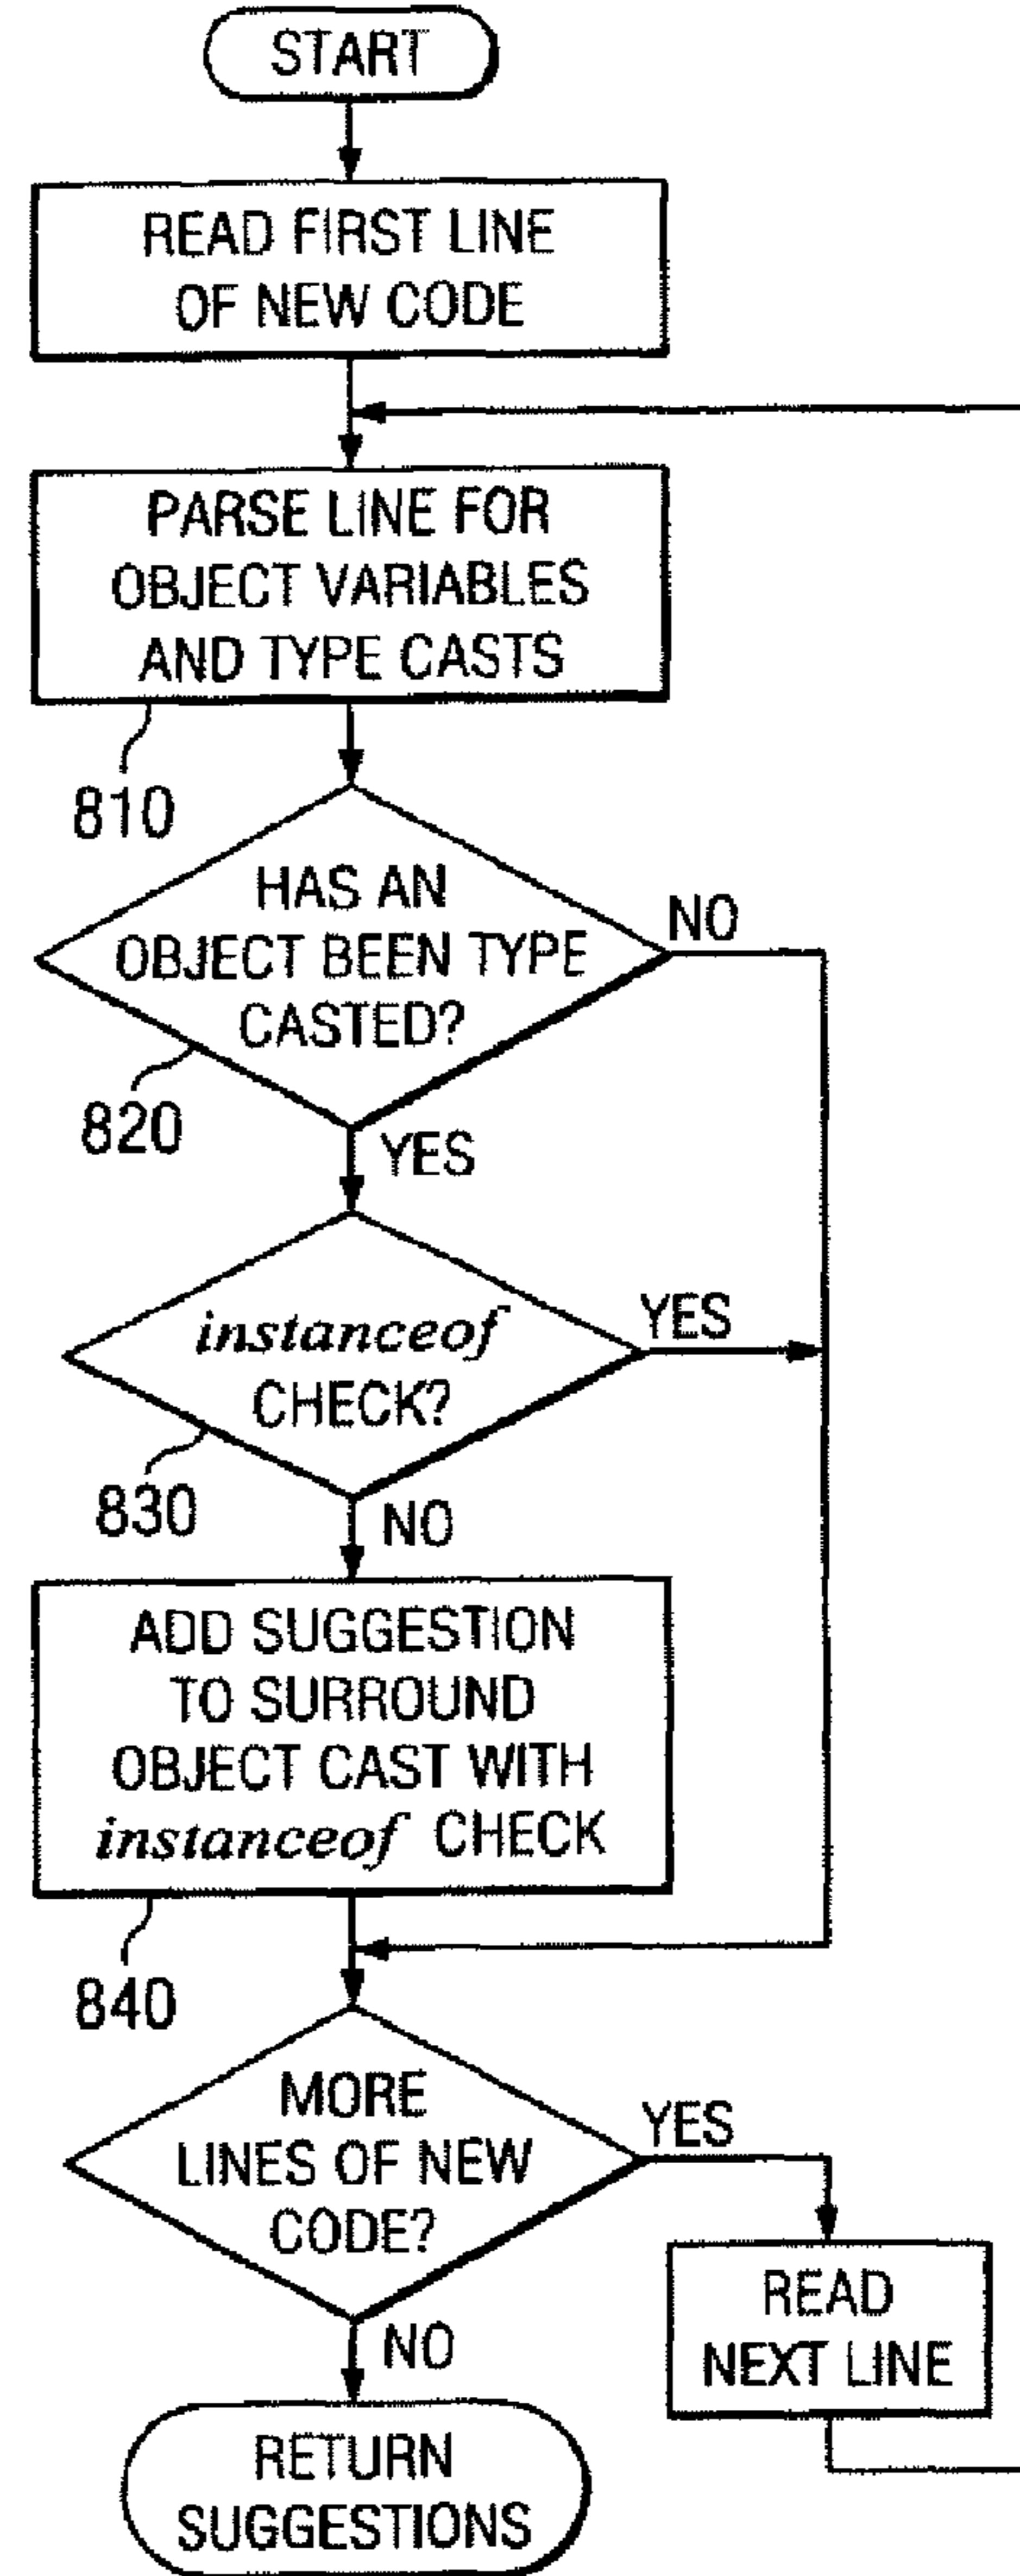 START
READ FIRST LINE
OF NEW CODE
PARSE LINE FOR
OBJECT VARIABLES
AND TYPE CASTS
810
HAS AN
OBJECT BEEN TYPE
CASTED?
NO
820
YES
instanceof
CHECK?
YES
830
NO
ADD SUGGESTION
TO SURROUND
OBJECT CAST WITH
instanceof CHECK
840
MORE
LINES OF NEW
CODE?
YES
READ
NEXT LINE
NO
RETURN
SUGGESTIONS